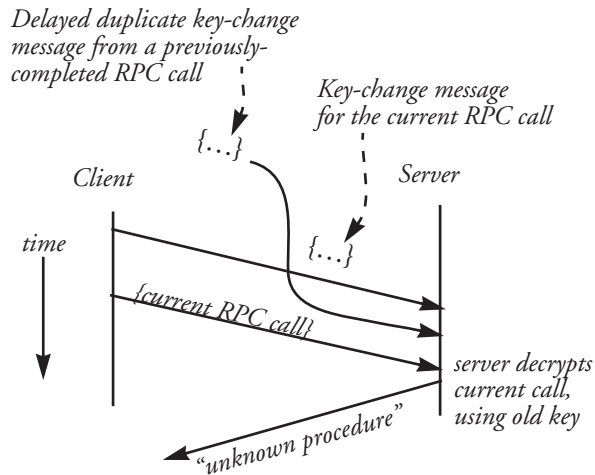 Delayed duplicate key-change
message from a previously-
completed RPC call
Key-change message
for the current RPC call
{…}
Client
Server
time
{…}
{current RPC call}
server decrypts
current call,
using old key
“unknown procedure”